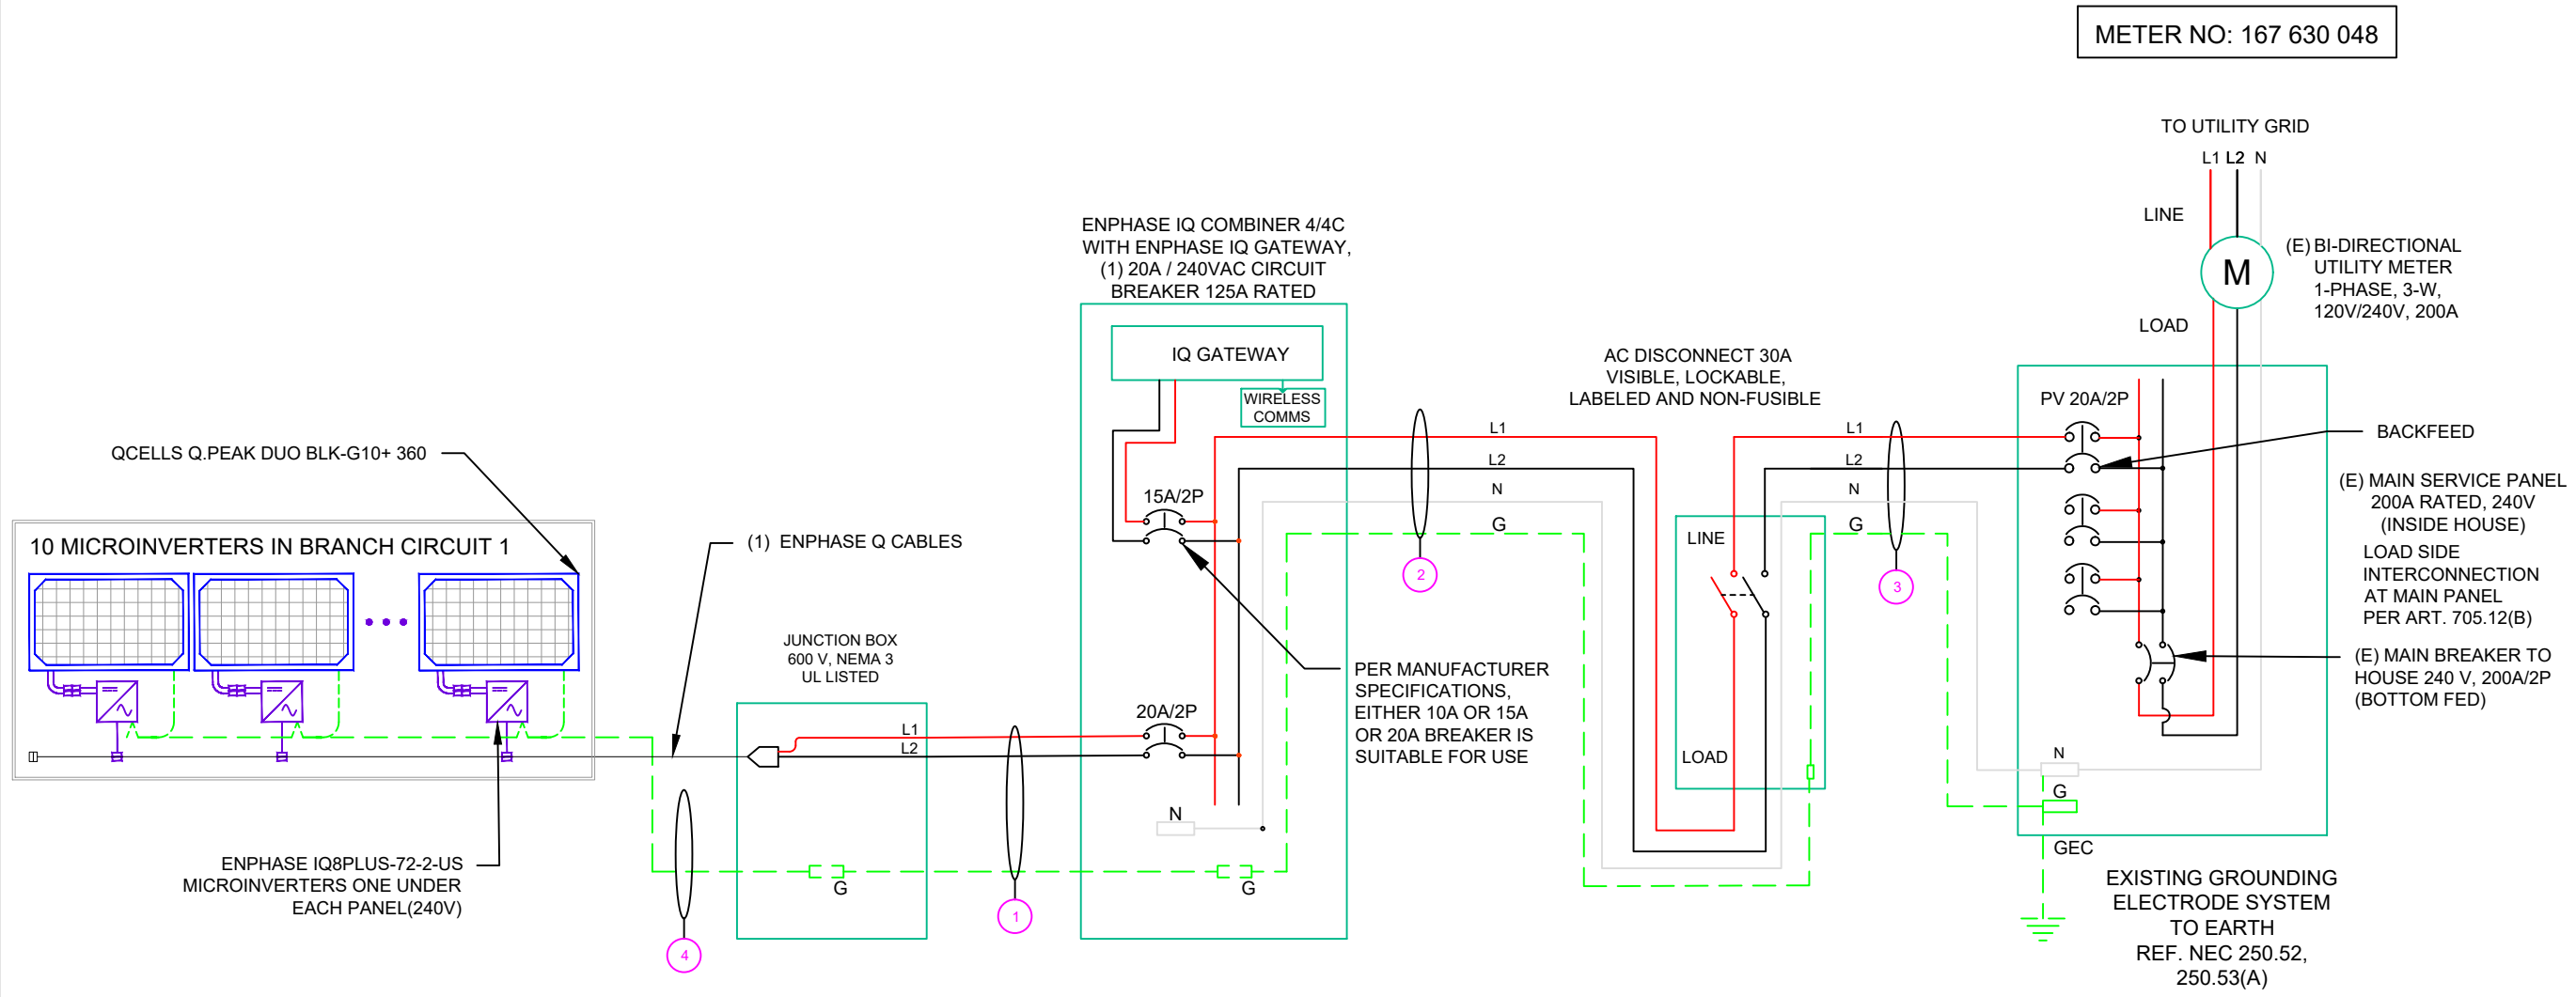 METER NO: 167 630 048
TO UTILITY GRID
L1 L2 N
LINE
M
(E) BI-DIRECTIONAL
UTILITY METER
1-PHASE, 3-W,
120V/240V, 200A
LOAD
ENPHASE IQ COMBINER 4/4C
WITH ENPHASE IQ GATEWAY,
(1) 20A / 240VAC CIRCUIT
BREAKER 125A RATED
IQ GATEWAY
WIRELESS
COMMS
15A/2P
20A/2P
N
G
PER MANUFACTURER
SPECIFICATIONS,
EITHER 10A OR 15A
OR 20A BREAKER IS
SUITABLE FOR USE
QCELLS Q.PEAK DUO BLK-G10+ 360
10 MICROINVERTERS IN BRANCH CIRCUIT 1
(1) ENPHASE Q CABLES
JUNCTION BOX
600 V, NEMA 3
UL LISTED
L1
L2
G
ENPHASE IQ8PLUS-72-2-US
MICROINVERTERS ONE UNDER
EACH PANEL(240V)
4
1
L1
L2
N
G
2
AC DISCONNECT 30A
VISIBLE, LOCKABLE,
LABELED AND NON-FUSIBLE
LINE
LOAD
L1
L2
N
G
3
PV 20A/2P
BACKFEED
(E) MAIN SERVICE PANEL
200A RATED, 240V
(INSIDE HOUSE)
LOAD SIDE
INTERCONNECTION
AT MAIN PANEL
PER ART. 705.12(B)
(E) MAIN BREAKER TO
HOUSE 240 V, 200A/2P
(BOTTOM FED)
N
G
GEC
EXISTING GROUNDING
ELECTRODE SYSTEM
TO EARTH
REF. NEC 250.52,
250.53(A)